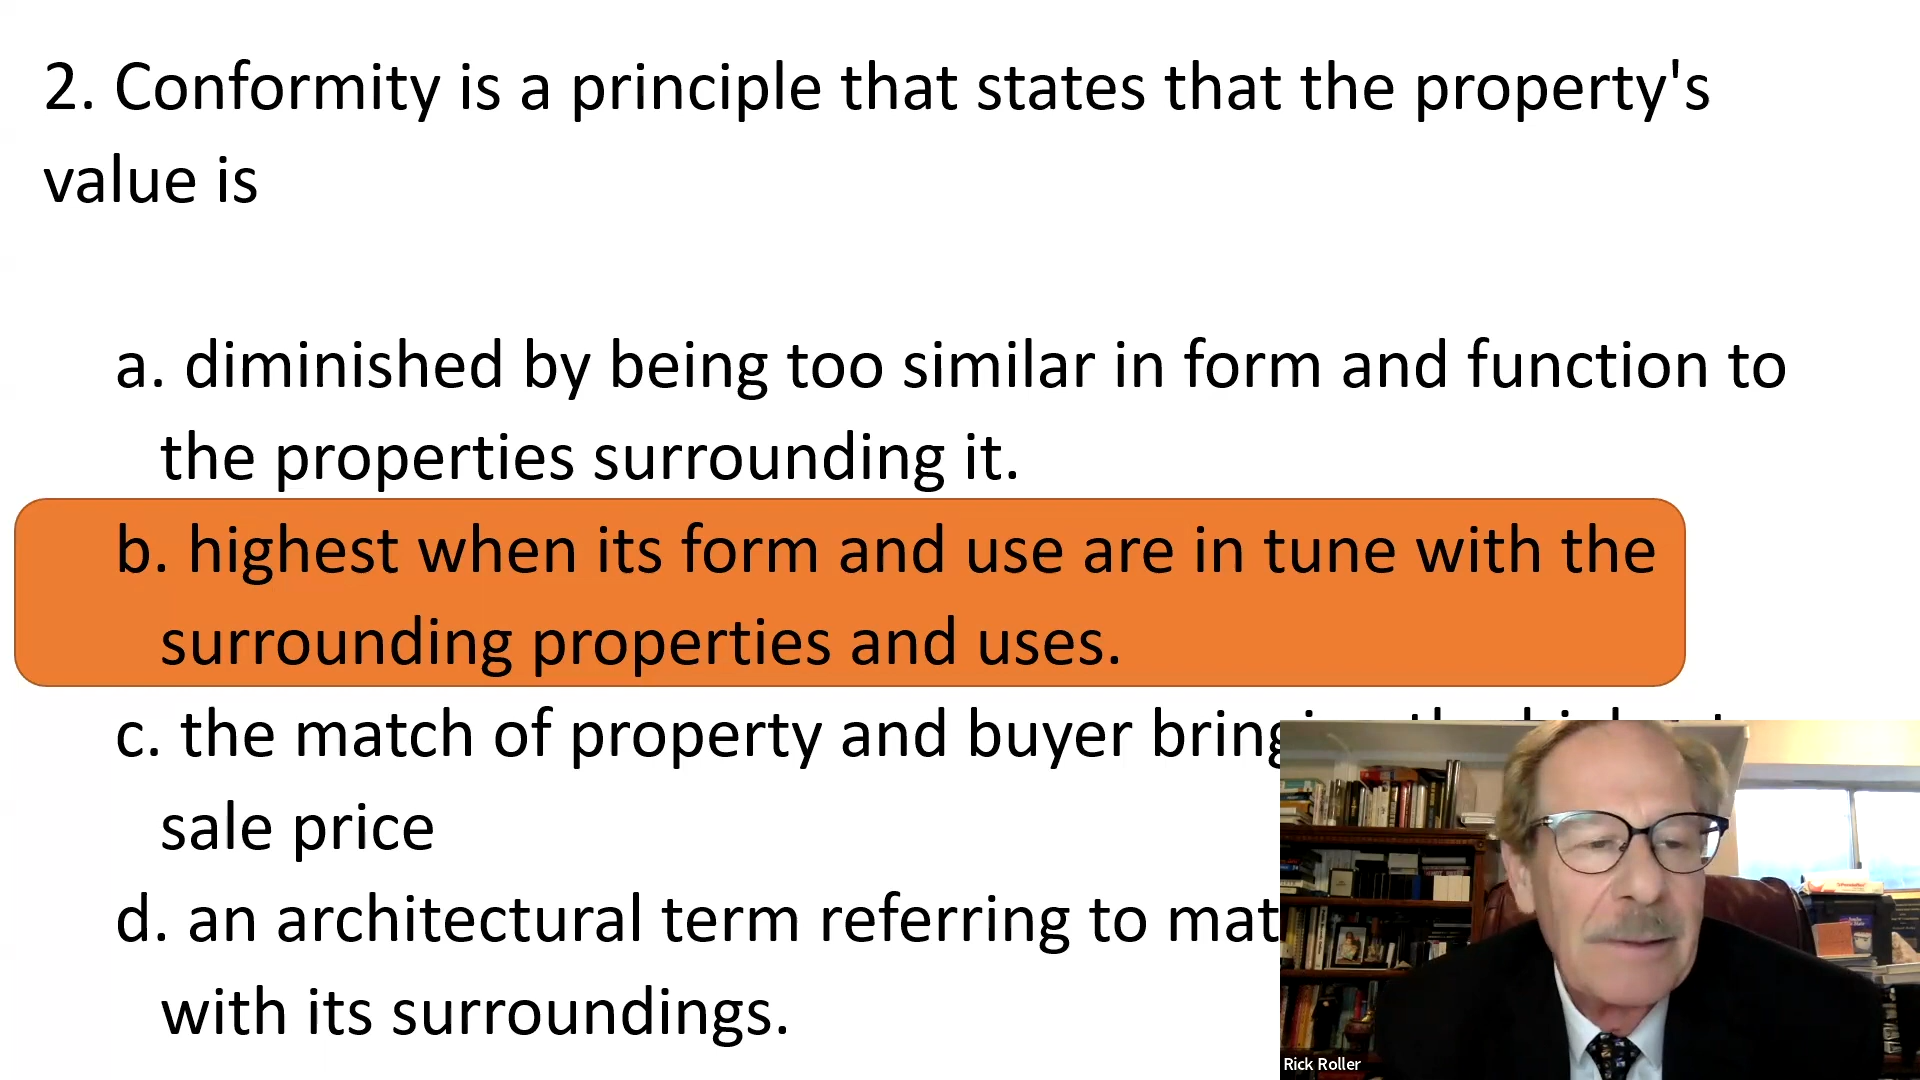 2. Conformity is a principle that states that the property's
value is
a. diminished by being too similar in form and function to
the properties surrounding it.
b. highest when its form and use are in tune with the
surrounding properties and uses.
c. the match of property and buyer
sale price
d. an architectural term referring to
with its surroundings.
Rick Roller